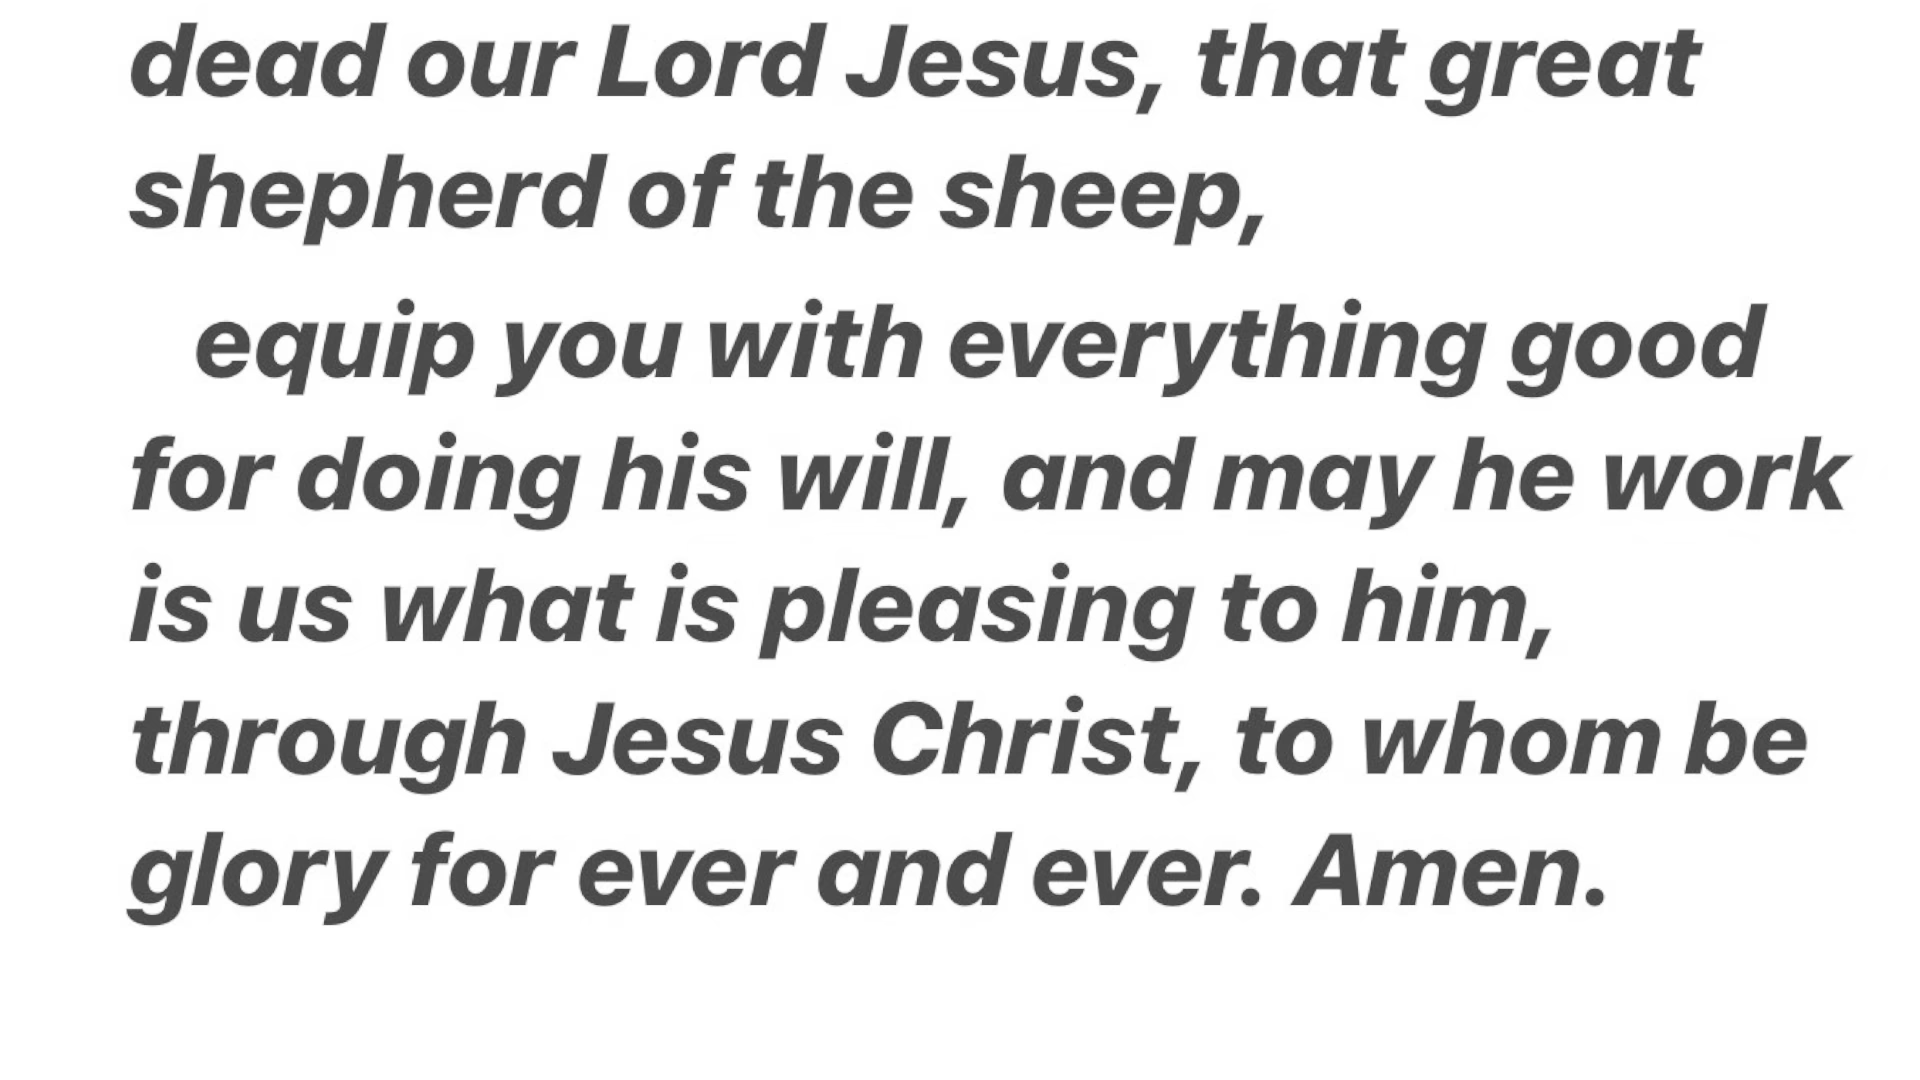 dead our Lord Jesus, that great
shepherd of the sheep,
equip you with everything good
for doing his will, and may he work
is us what is pleasing to him,
through Jesus Christ, to whom be
glory for ever and ever. Amen.